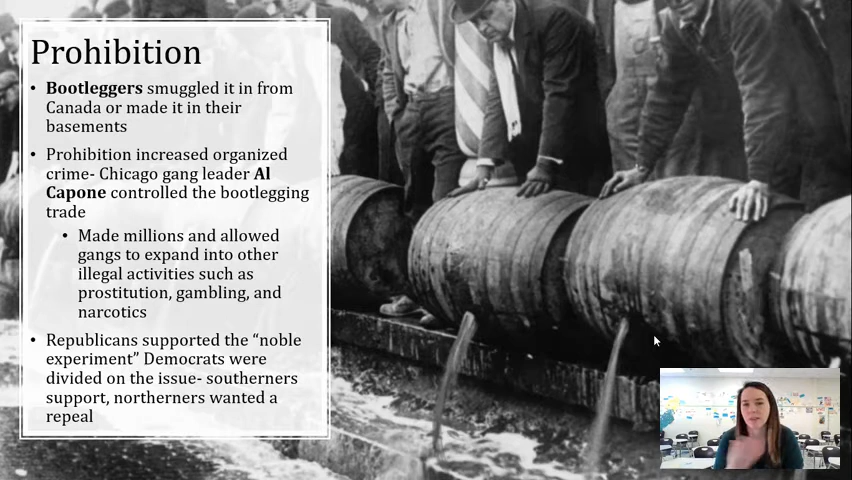 Prohibition
• Bootleggers smuggled it in from
Canada or made it in their
basements
• Prohibition increased organized
crime- Chicago gang leader Al
Capone controlled the bootlegging
trade
• Made millions and allowed
gangs to expand into other
illegal activities such as
prostitution, gambling, and
narcotics
• Republicans supported the “noble
experiment” Democrats were
divided on the issue- southerners
support, northerners wanted a
repeal